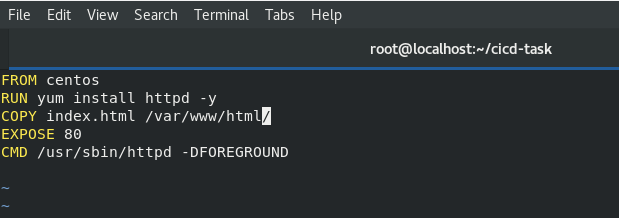 File Edit View Search Terminal Tabs Help
root@localhost:~/cicd-task
FROM centos
RUN yum install httpd -y
COPY index.html /var/www/html/
EXPOSE 80
CMD /usr/sbin/httpd -DFOREGROUND
~
~